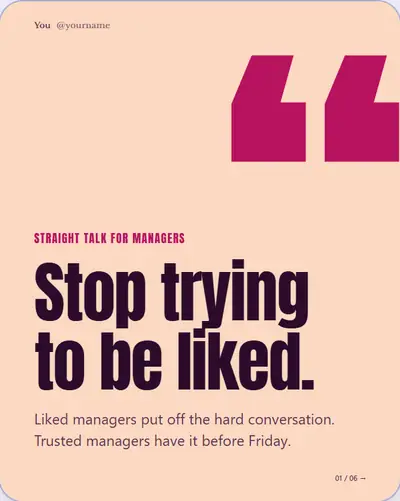 You @yourname
“
STRAIGHT TALK FOR MANAGERS
Stop trying
to be liked.
Liked managers put off the hard conversation.
Trusted managers have it before Friday.
01 / 06 →